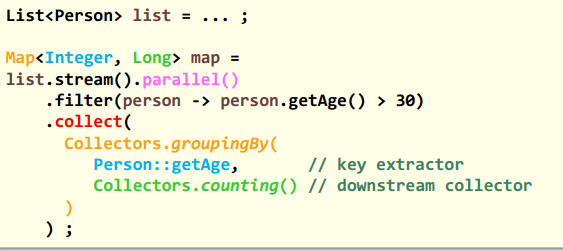 List<Person> list = ... ;
Map<Integer, Long> map =
list.stream().parallel()
    .filter(person -> person.getAge() > 30)
    .collect(
      Collectors.groupingBy(
         Person::getAge,       // key extractor
         Collectors.counting() // downstream collector
      )
    ) ;